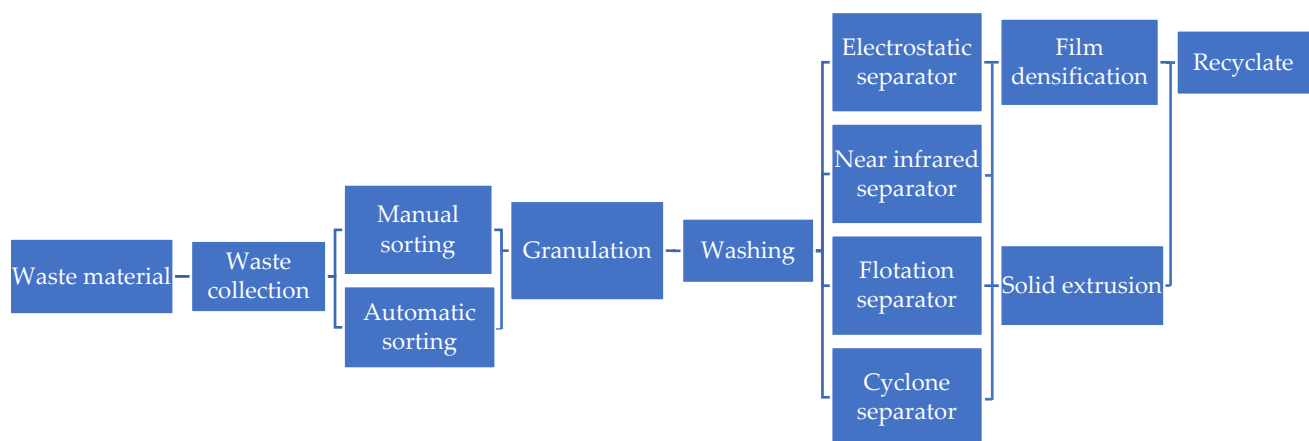 Waste material
Waste
collection
Manual
sorting
Automatic
sorting
Granulation
Washing
Electrostatic
separator
Near infrared
separator
Flotation
separator
Cyclone
separator
Film
densification
Solid extrusion
Recyclate